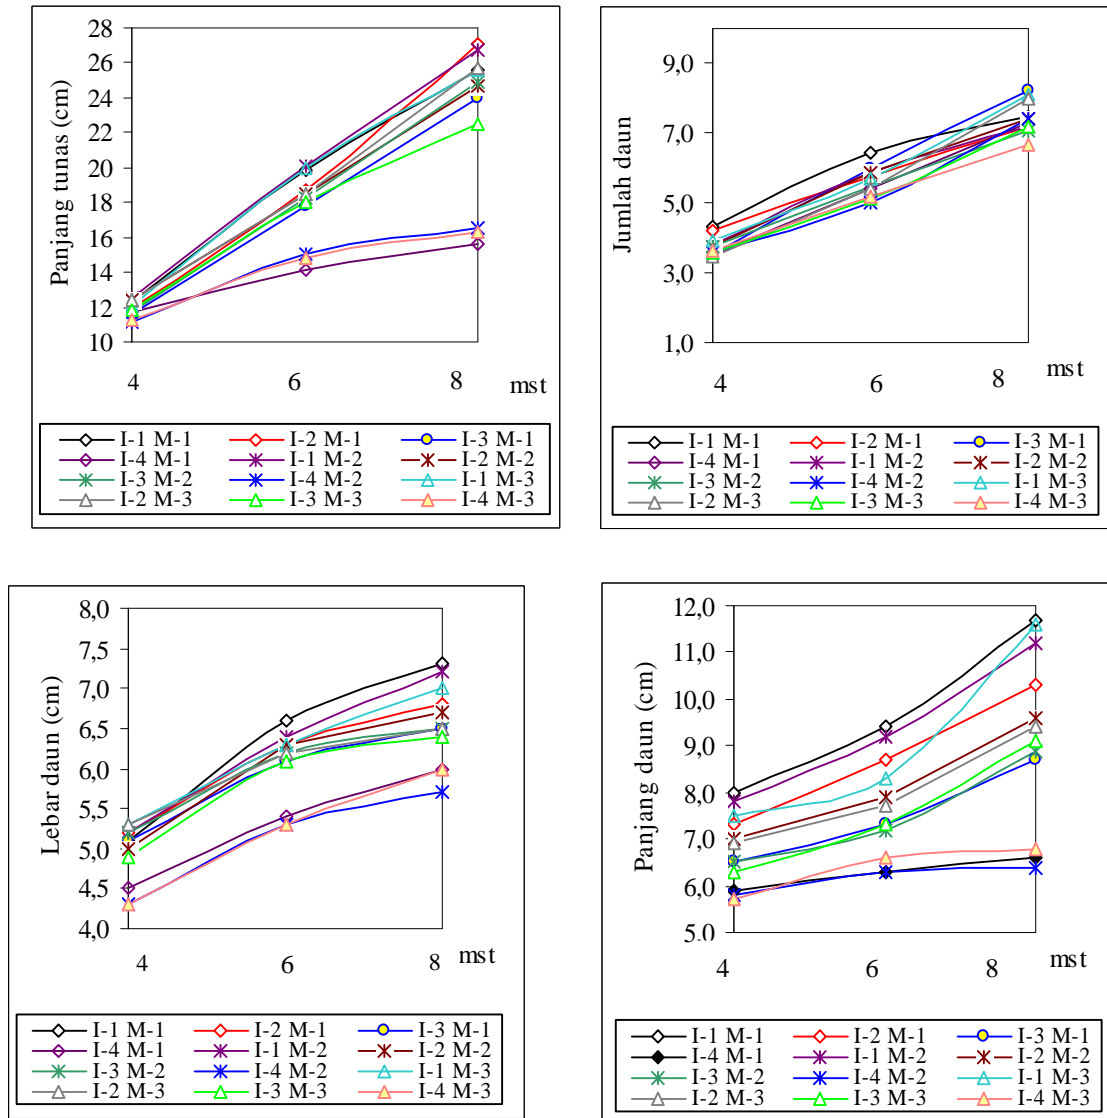 Panjang tunas (cm)
28
26
24
22
20
18
16
14
12
10
4 6 8 mst
I-1 M-1 I-2 M-1 I-3 M-1
I-4 M-1 I-1 M-2 I-2 M-2
I-3 M-2 I-4 M-2 I-1 M-3
I-2 M-3 I-3 M-3 I-4 M-3
Jumlah daun
9,0
7,0
5,0
3,0
1,0
4 6 8 mst
I-1 M-1 I-2 M-1 I-3 M-1
I-4 M-1 I-1 M-2 I-2 M-2
I-3 M-2 I-4 M-2 I-1 M-3
I-2 M-3 I-3 M-3 I-4 M-3
Lebar daun (cm)
8,0
7,5
7,0
6,5
6,0
5,5
5,0
4,5
4,0
4 6 8 mst
I-1 M-1 I-2 M-1 I-3 M-1
I-4 M-1 I-1 M-2 I-2 M-2
I-3 M-2 I-4 M-2 I-1 M-3
I-2 M-3 I-3 M-3 I-4 M-3
Panjang daun (cm)
12,0
11,0
10,0
9,0
8,0
7,0
6,0
5,0
4 6 8 mst
I-1 M-1 I-2 M-1 I-3 M-1
I-4 M-1 I-1 M-2 I-2 M-2
I-3 M-2 I-4 M-2 I-1 M-3
I-2 M-3 I-3 M-3 I-4 M-3